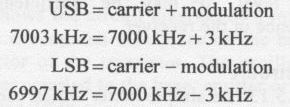 USB = carrier + modulation
7003 kHz = 7000 kHz + 3 kHz
LSB = carrier − modulation
6997 kHz = 7000 kHz − 3 kHz